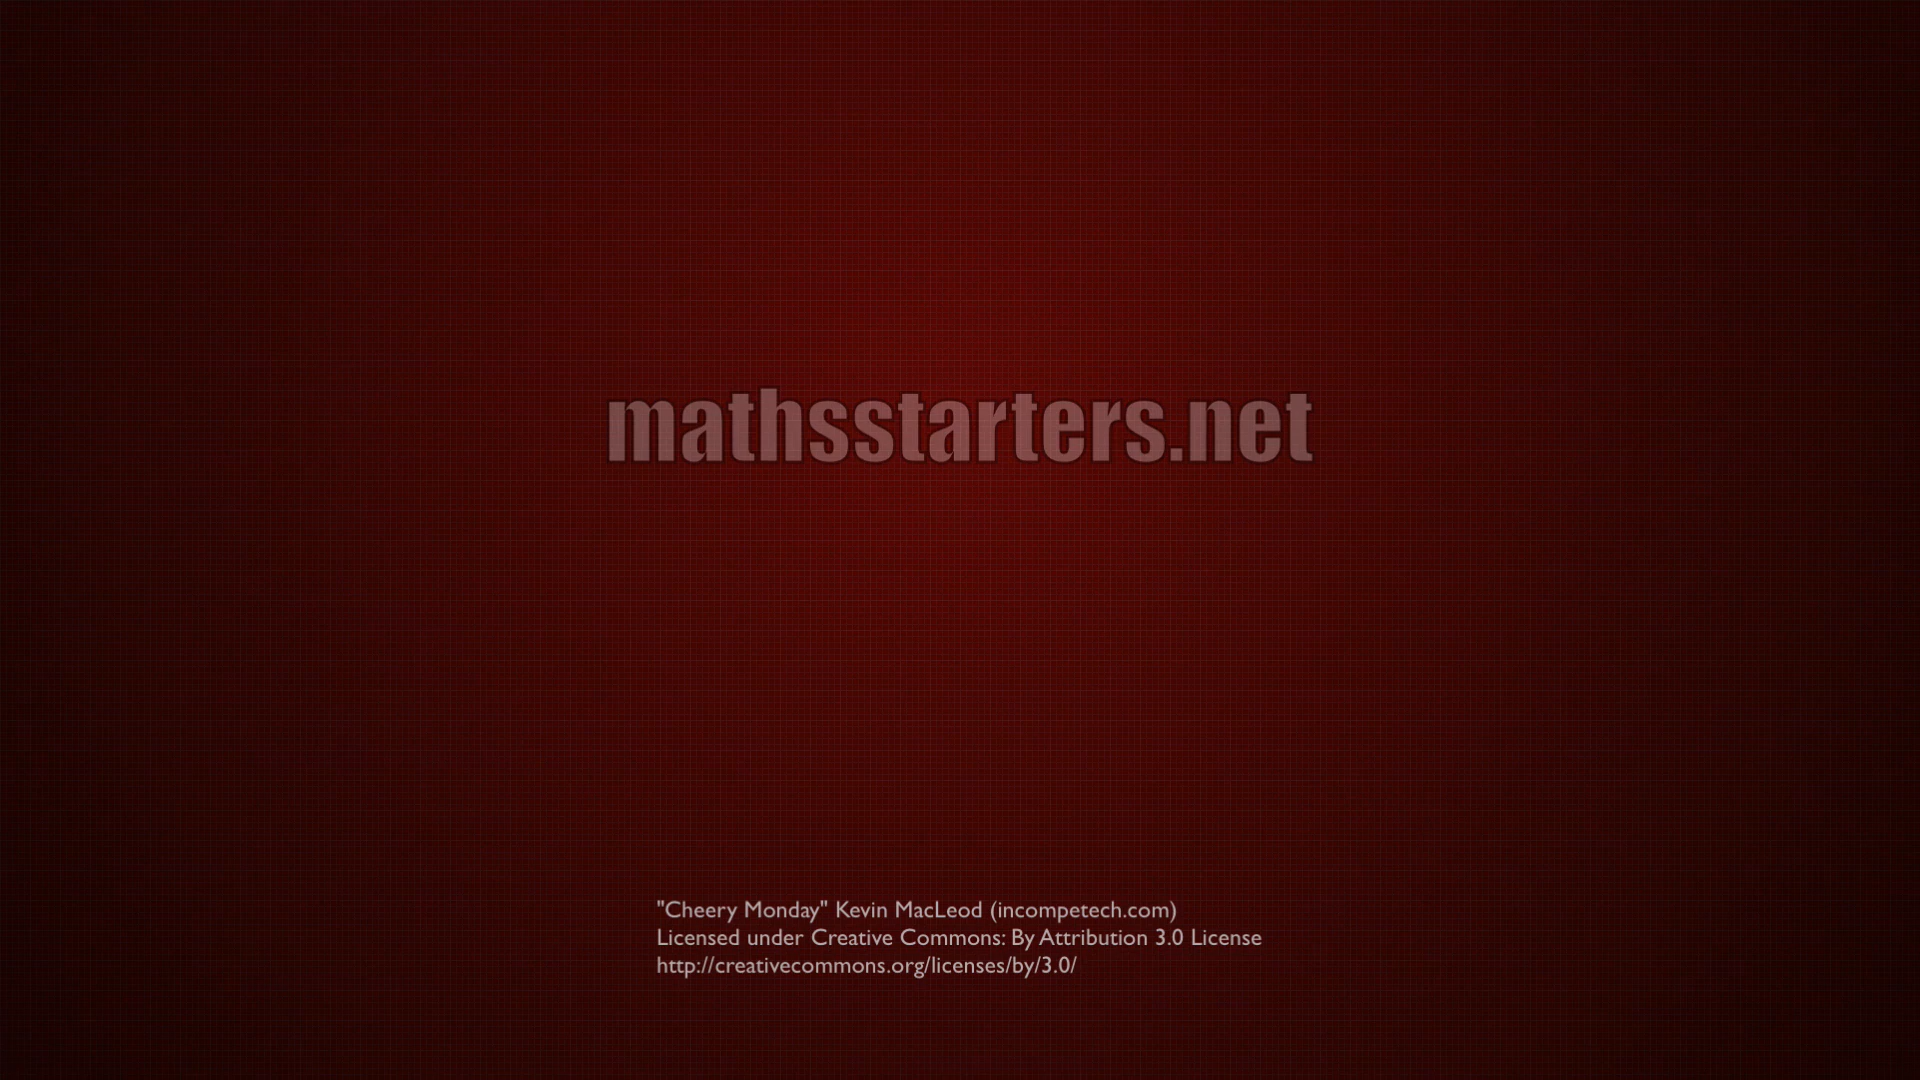 mathsstarters.net
"Cheery Monday" Kevin MacLeod (incompetech.com)
Licensed under Creative Commons: By Attribution 3.0 License
http://creativecommons.org/licenses/by/3.0/